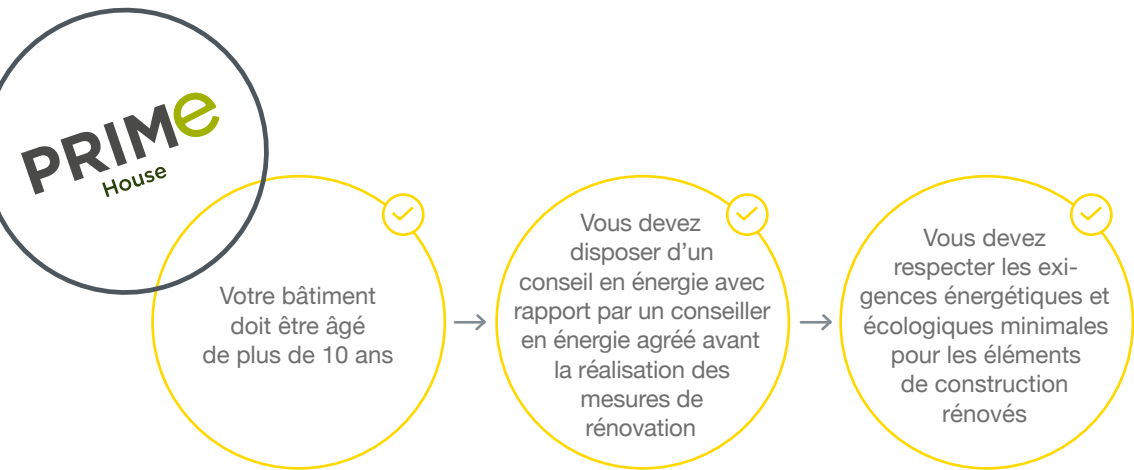 PRIMe
House
Votre bâtiment
doit être âgé
de plus de 10 ans
Vous devez
disposer d’un
conseil en énergie avec
rapport par un conseiller
en énergie agréé avant
la réalisation des
mesures de
rénovation
Vous devez
respecter les exi-
gences énergétiques et
écologiques minimales
pour les éléments
de construction
rénovés